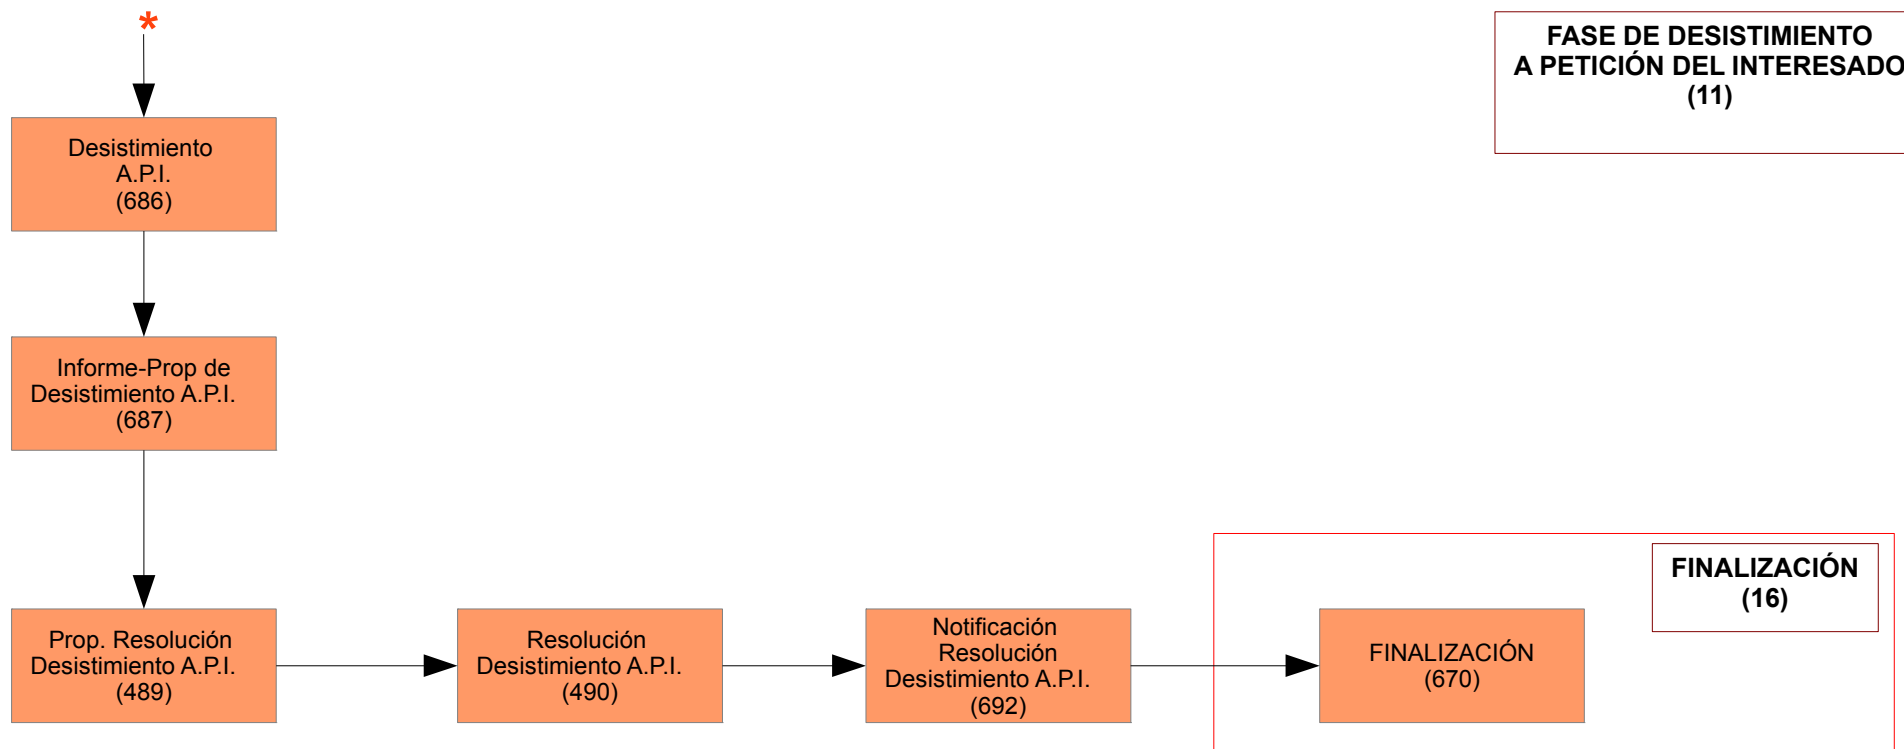 *
FASE DE DESISTIMIENTO
A PETICIÓN DEL INTERESADO
(11)
Desistimiento
A.P.I.
(686)
Informe-Prop de
Desistimiento A.P.I.
(687)
Prop. Resolución
Desistimiento A.P.I.
(489)
Resolución
Desistimiento A.P.I.
(490)
Notificación
Resolución
Desistimiento A.P.I.
(692)
FINALIZACIÓN
(16)
FINALIZACIÓN
(670)